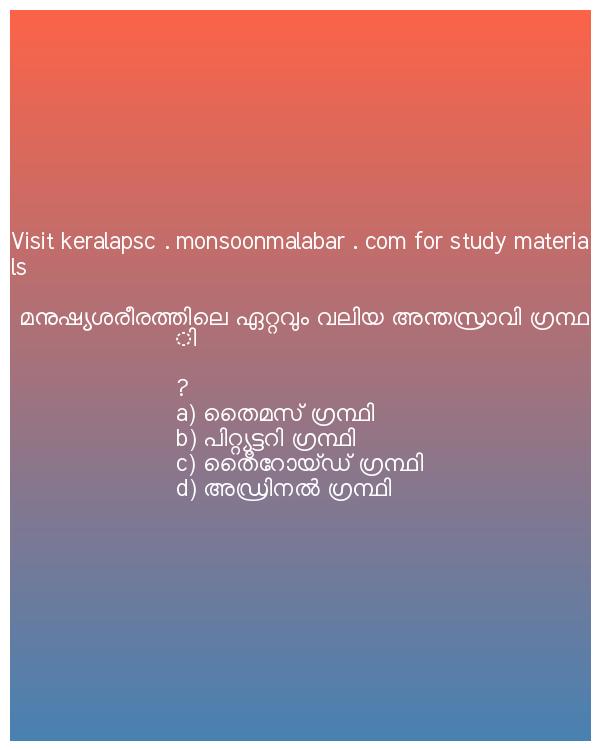 Visit keralapsc . monsoonmalabar . com for study materia
ls
മനുഷ്യശരീരത്തിലെ ഏറ്റവും വലിയ അന്തസ്രാവി ഗ്രന്ഥ
ി
?
a) തൈമസ് ഗ്രന്ഥി
b) പിറ്റ്യൂട്ടറി ഗ്രന്ഥി
c) തൈറോയ്ഡ് ഗ്രന്ഥി
d) അഡ്രിനൽ ഗ്രന്ഥി